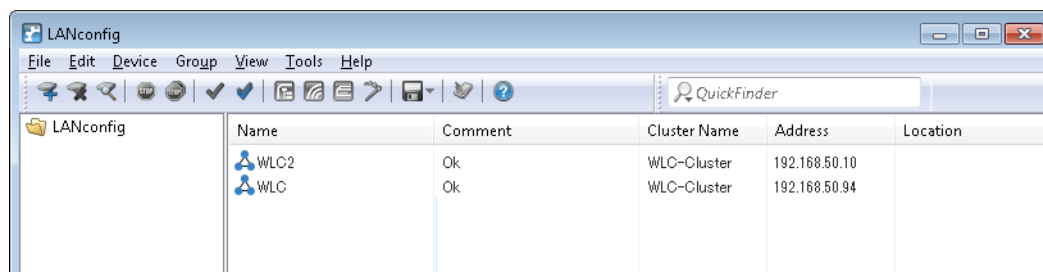 LANconfig
File Edit Device Group View Tools Help
QuickFinder
LANconfig
Name Comment Cluster Name Address Location
WLC2 Ok WLC-Cluster 192.168.50.10
WLC Ok WLC-Cluster 192.168.50.94